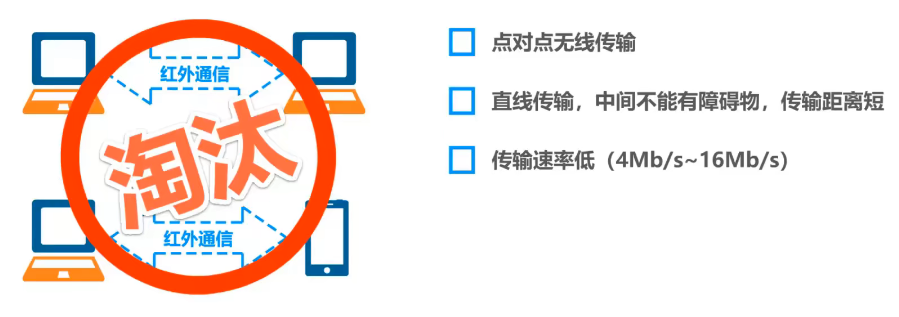 红外通信
淘汰
红外通信
点对点无线传输
直线传输，中间不能有障碍物，传输距离短
传输速率低（4Mb/s~16Mb/s）